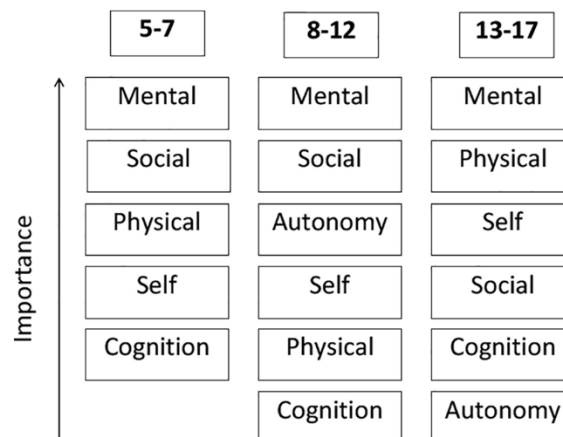 5-7 8-12 13-17
Mental Mental Mental
Social Social Physical
Physical Autonomy Self
Self Self Social
Cognition Physical Cognition
Cognition Autonomy
Importance